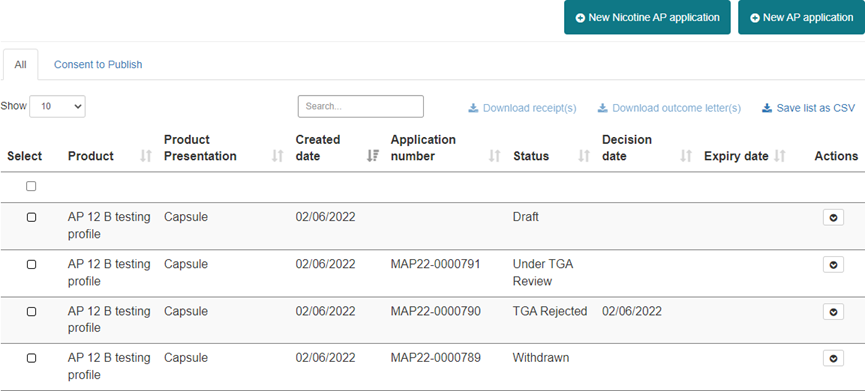 New Nicotine AP application New AP application
All Consent to Publish
Show 10 Search... Download receipt(s) Download outcome letter(s) Save list as CSV
Select Product Product Presentation Created date Application number Status Decision date Expiry date Actions
AP 12 B testing profile Capsule 02/06/2022 Draft
AP 12 B testing profile Capsule 02/06/2022 MAP22-0000791 Under TGA Review
AP 12 B testing profile Capsule 02/06/2022 MAP22-0000790 TGA Rejected 02/06/2022
AP 12 B testing profile Capsule 02/06/2022 MAP22-0000789 Withdrawn